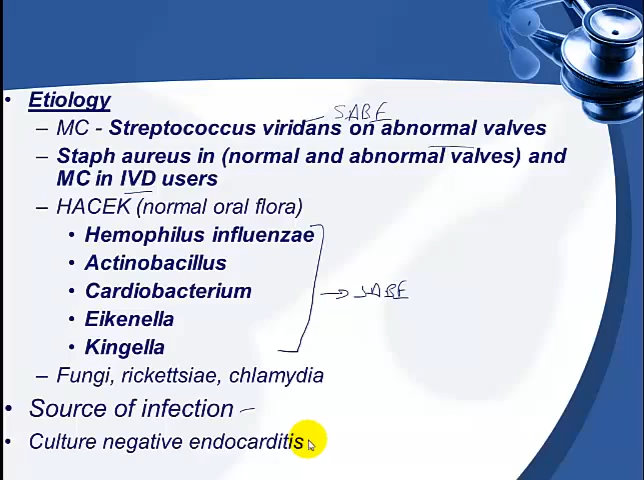 • Etiology
SABE
– MC - Streptococcus viridans on abnormal valves
– Staph aureus in (normal and abnormal valves) and
MC in IVD users
– HACEK (normal oral flora)
• Hemophilus influenzae
• Actinobacillus
• Cardiobacterium → SABE
• Eikenella
• Kingella
– Fungi, rickettsiae, chlamydia
• Source of infection –
• Culture negative endocarditis